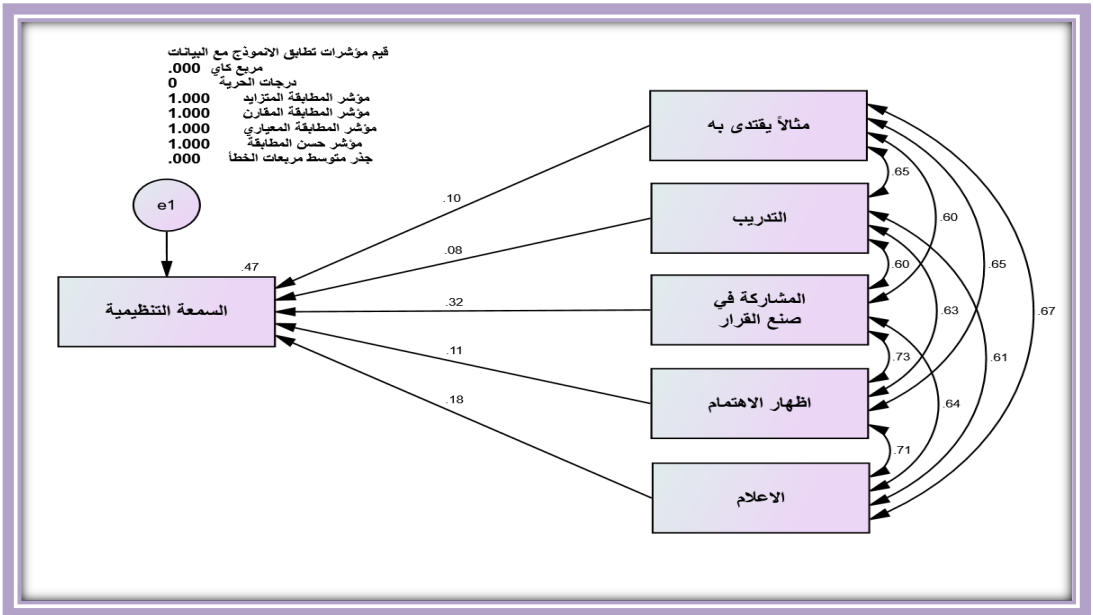 قيم مؤشرات تطابق الانموذج مع البيانات
مربع كاي .000
درجات الحرية 0
مؤشر المطابقة المتزايد 1.000
مؤشر المطابقة المقارن 1.000
مؤشر المطابقة المعياري 1.000
مؤشر حسن المطابقة 1.000
جذر متوسط مربعات الخطأ .000
e1
.47
السمعة التنظيمية
مثالاً يقتدى به
التدريب
المشاركة في
صنع القرار
اظهار الاهتمام
الاعلام
.10
.08
.32
.11
.18
.65
.60
.60
.65
.63
.67
.73
.61
.64
.71